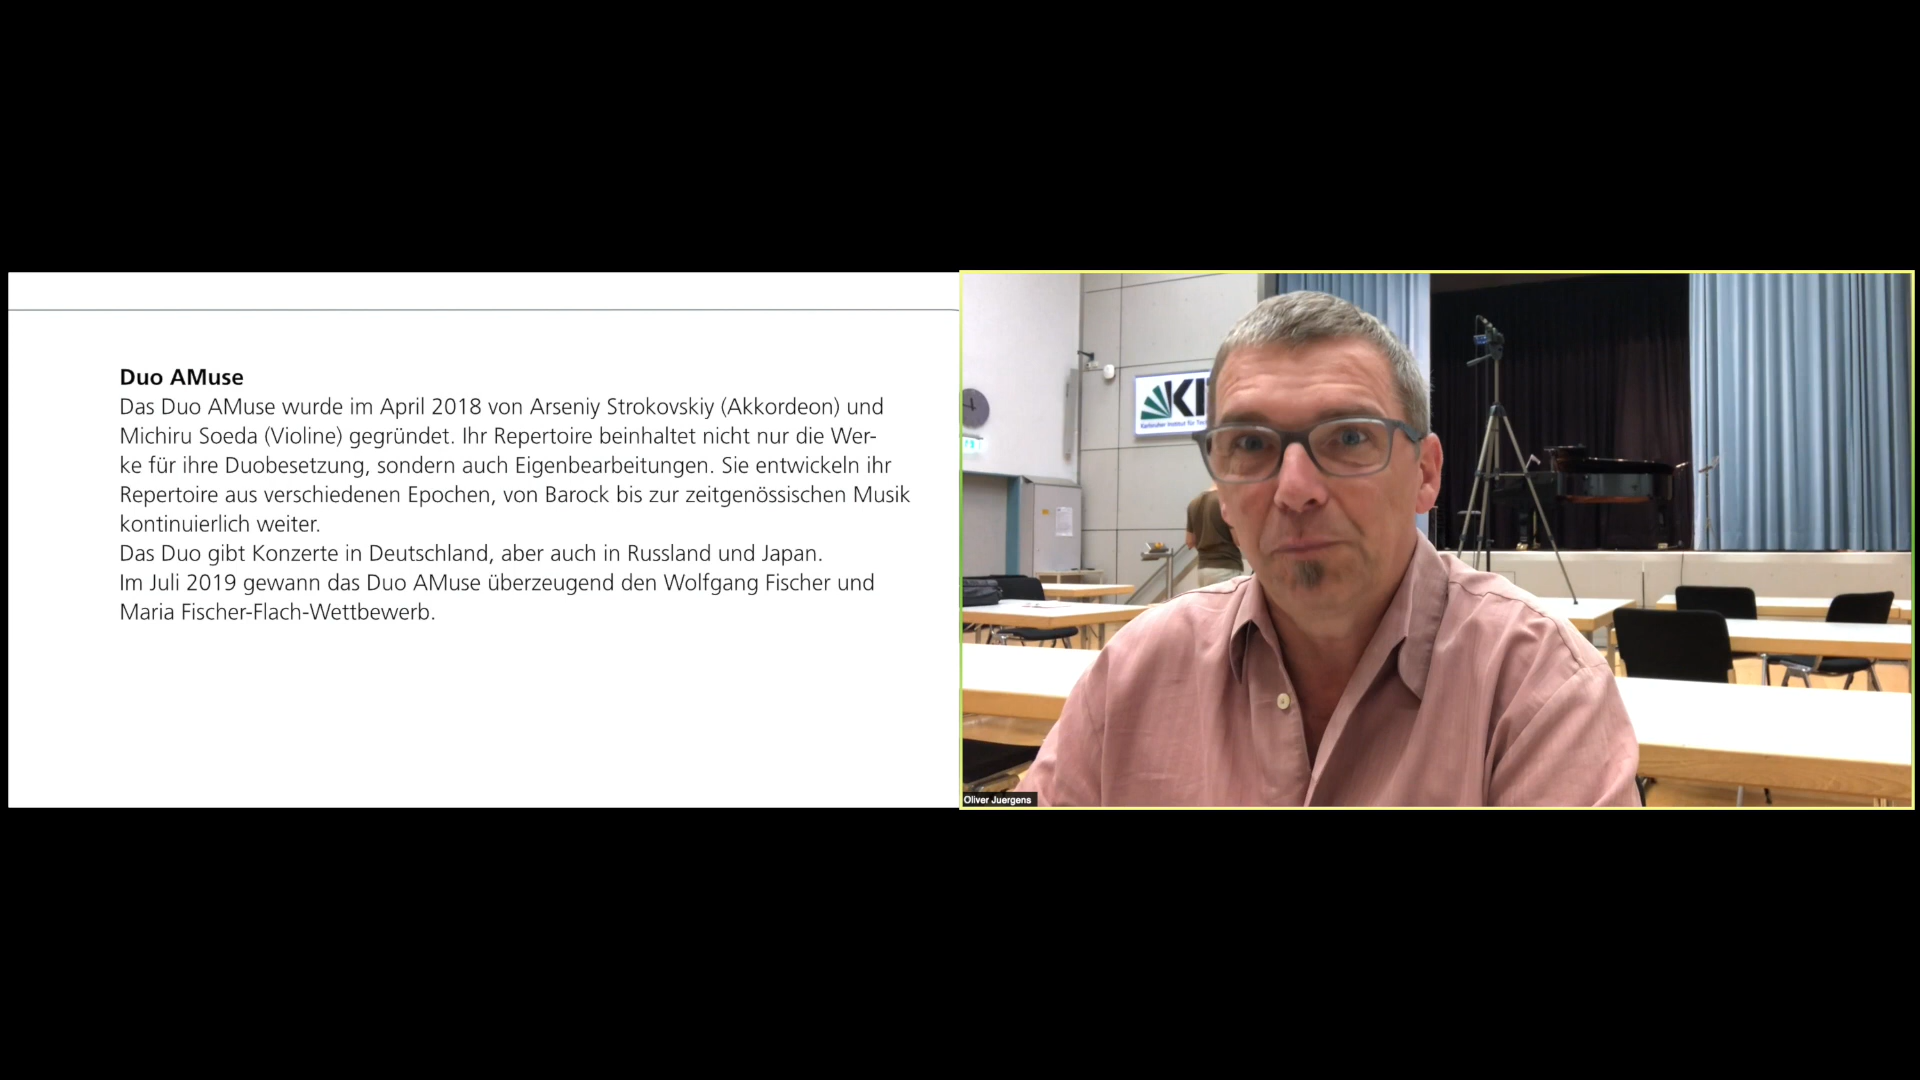 Duo AMuse
Das Duo AMuse wurde im April 2018 von Arseniy Strokovskiy (Akkordeon) und
Michiru Soeda (Violine) gegründet. Ihr Repertoire beinhaltet nicht nur die Wer-
ke für ihre Duobesetzung, sondern auch Eigenbearbeitungen. Sie entwickeln ihr
Repertoire aus verschiedenen Epochen, von Barock bis zur zeitgenössischen Musik
kontinuierlich weiter.
Das Duo gibt Konzerte in Deutschland, aber auch in Russland und Japan.
Im Juli 2019 gewann das Duo AMuse überzeugend den Wolfgang Fischer und
Maria Fischer-Flach-Wettbewerb.
KI
Karlsruher Institut für Tec
Oliver Juergens